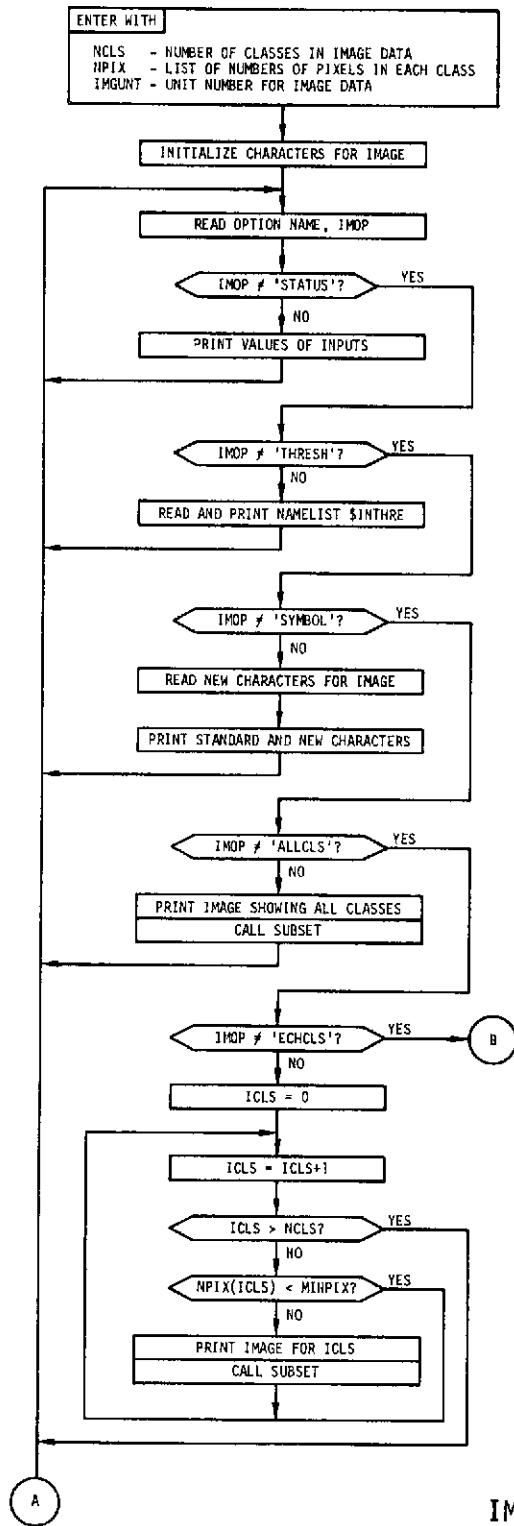 ENTER WITH
NCLS - NUMBER OF CLASSES IN IMAGE DATA
NPIX - LIST OF NUMBERS OF PIXELS IN EACH CLASS
IMGUNT - UNIT NUMBER FOR IMAGE DATA
INITIALIZE CHARACTERS FOR IMAGE
READ OPTION NAME, IMOP
IMOP ≠ 'STATUS'?
YES
NO
PRINT VALUES OF INPUTS
IMOP ≠ 'THRESH'?
YES
NO
READ AND PRINT NAMELIST $INTHRE
IMOP ≠ 'SYMBOL'?
YES
NO
READ NEW CHARACTERS FOR IMAGE
PRINT STANDARD AND NEW CHARACTERS
IMOP ≠ 'ALLCLS'?
YES
NO
PRINT IMAGE SHOWING ALL CLASSES
CALL SUBSET
IMOP ≠ 'ECHCLS'?
YES
B
NO
ICLS = 0
ICLS = ICLS+1
ICLS > NCLS?
YES
NO
NPIX(ICLS) < MINPIX?
YES
NO
PRINT IMAGE FOR ICLS
CALL SUBSET
A
IM